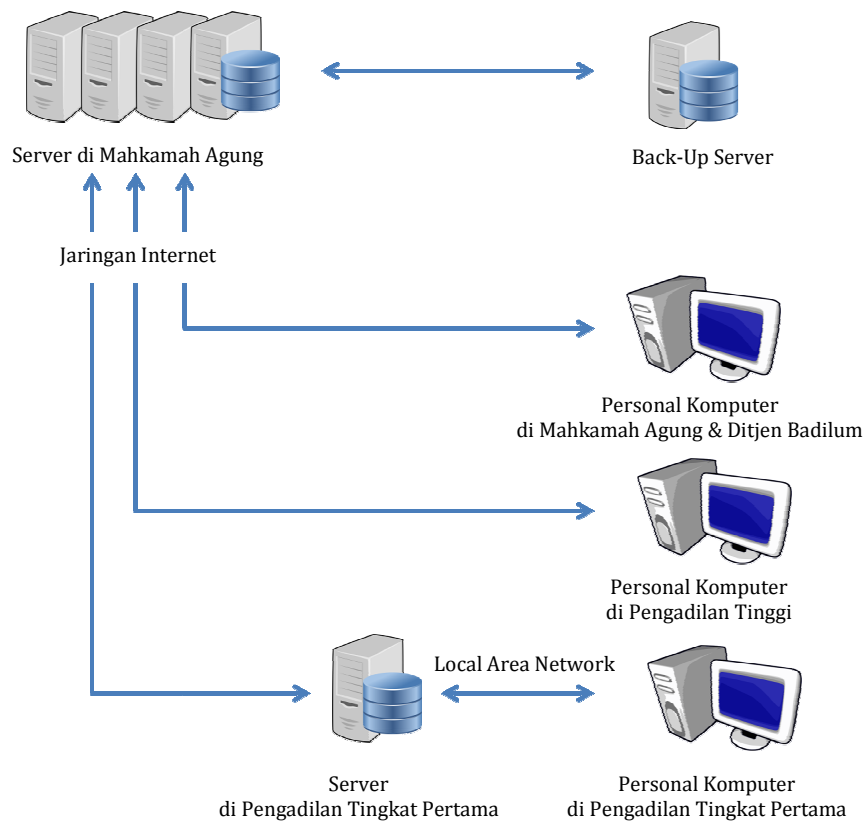 Server di Mahkamah Agung
Back-Up Server
Jaringan Internet
Personal Komputer
di Mahkamah Agung & Ditjen Badilum
Personal Komputer
di Pengadilan Tinggi
Local Area Network
Server
di Pengadilan Tingkat Pertama
Personal Komputer
di Pengadilan Tingkat Pertama